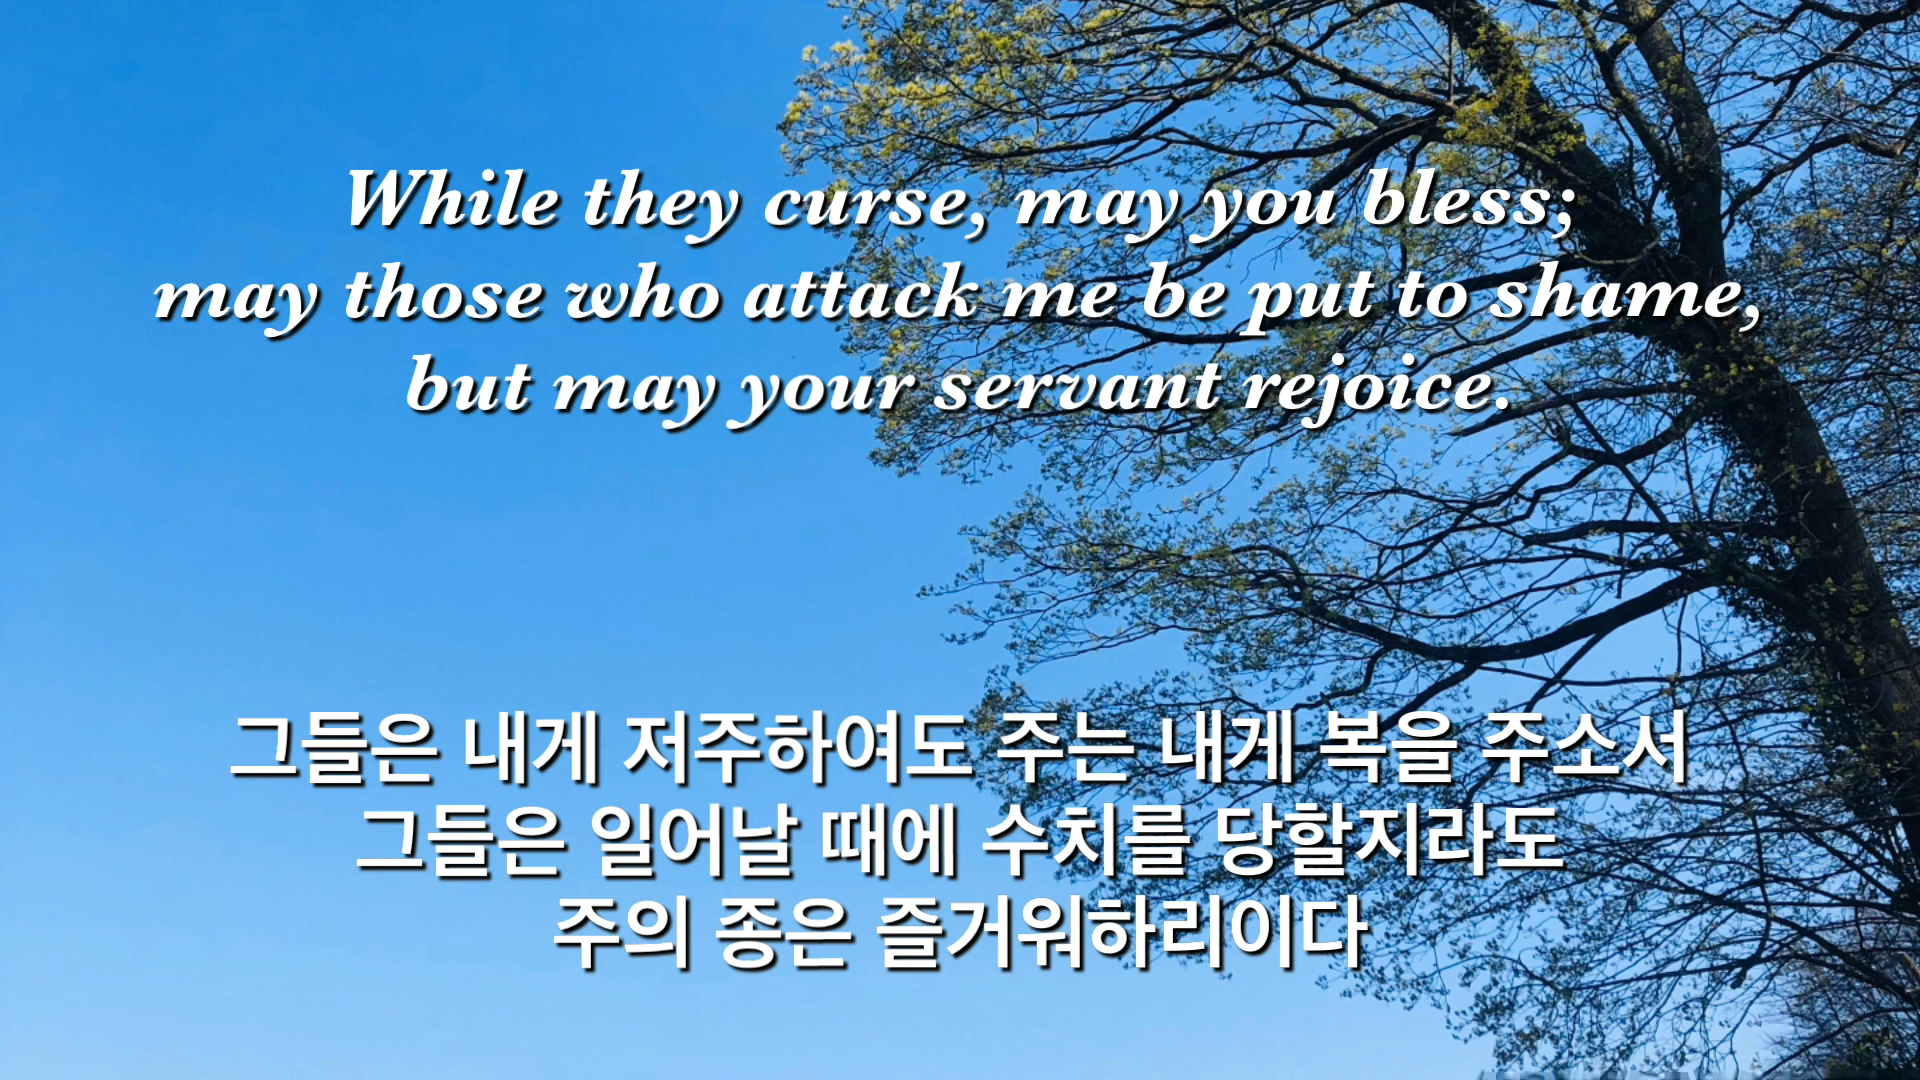 While they curse, may you bless;
may those who attack me be put to shame,
but may your servant rejoice.
그들은 내게 저주하여도 주는 내게 복을 주소서
그들은 일어날 때에 수치를 당할지라도
주의 종은 즐거워하리이다